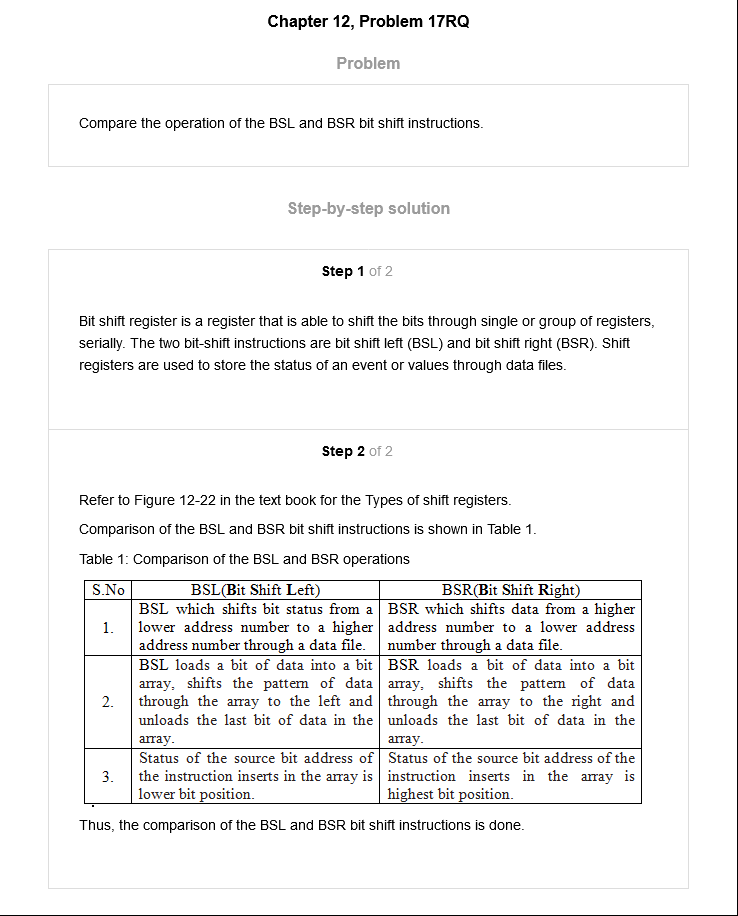 Chapter 12, Problem 17RQ
Problem
Compare the operation of the BSL and BSR bit shift instructions.
Step-by-step solution
Step 1 of 2
Bit shift register is a register that is able to shift the bits through single or group of registers,
serially. The two bit-shift instructions are bit shift left (BSL) and bit shift right (BSR). Shift
registers are used to store the status of an event or values through data files.
Step 2 of 2
Refer to Figure 12-22 in the text book for the Types of shift registers.
Comparison of the BSL and BSR bit shift instructions is shown in Table 1.
Table 1: Comparison of the BSL and BSR operations
S.No BSL(Bit Shift Left) BSR(Bit Shift Right)
1.
BSL which shifts bit status from a
lower address number to a higher
address number through a data file.
BSR which shifts data from a higher
address number to a lower address
number through a data file.
2.
BSL loads a bit of data into a bit
array, shifts the pattern of data
through the array to the left and
unloads the last bit of data in the
array.
BSR loads a bit of data into a bit
array, shifts the pattern of data
through the array to the right and
unloads the last bit of data in the
array.
3.
Status of the source bit address of
the instruction inserts in the array is
lower bit position.
Status of the source bit address of the
instruction inserts in the array is
highest bit position.
Thus, the comparison of the BSL and BSR bit shift instructions is done.